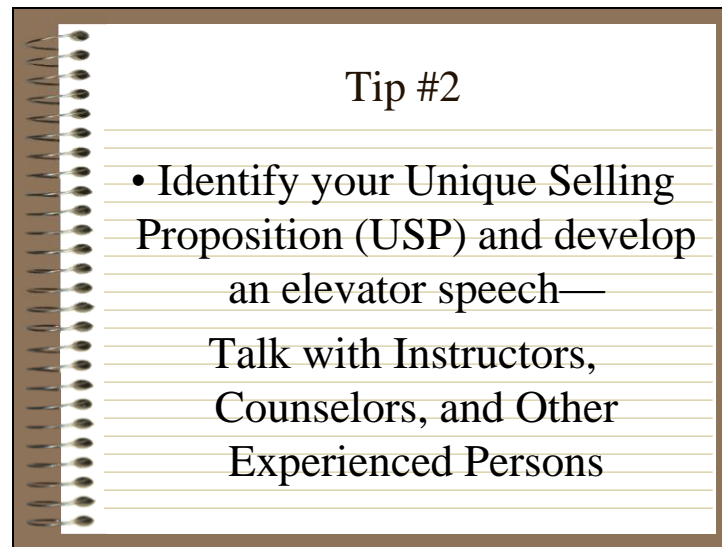 Tip #2
• Identify your Unique Selling
Proposition (USP) and develop
an elevator speech—
Talk with Instructors,
Counselors, and Other
Experienced Persons